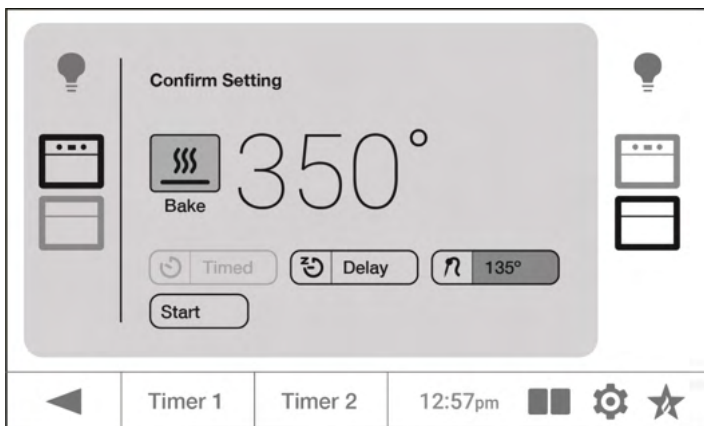 Confirm Setting
350°
Bake
Timed
Delay
135°
Start
Timer 1
Timer 2
12:57pm